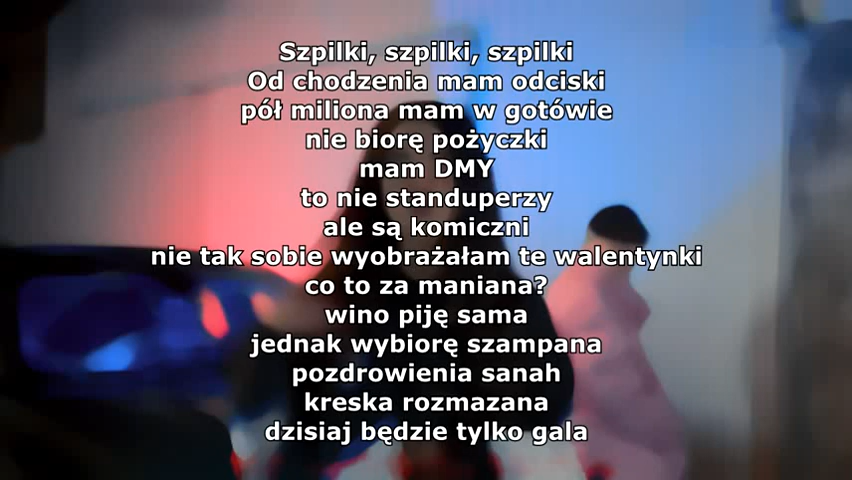 Szpilki, szpilki, szpilki
Od chodzenia mam odciski
pół miliona mam w gotówie
nie biorę pożyczki
mam DMY
to nie standuperzy
ale są komiczni
nie tak sobie wyobrażałam te walentynki
co to za maniana?
wino piję sama
jednak wybiorę szampana
pozdrowienia sanah
kreska rozmazana
dzisiaj będzie tylko gala